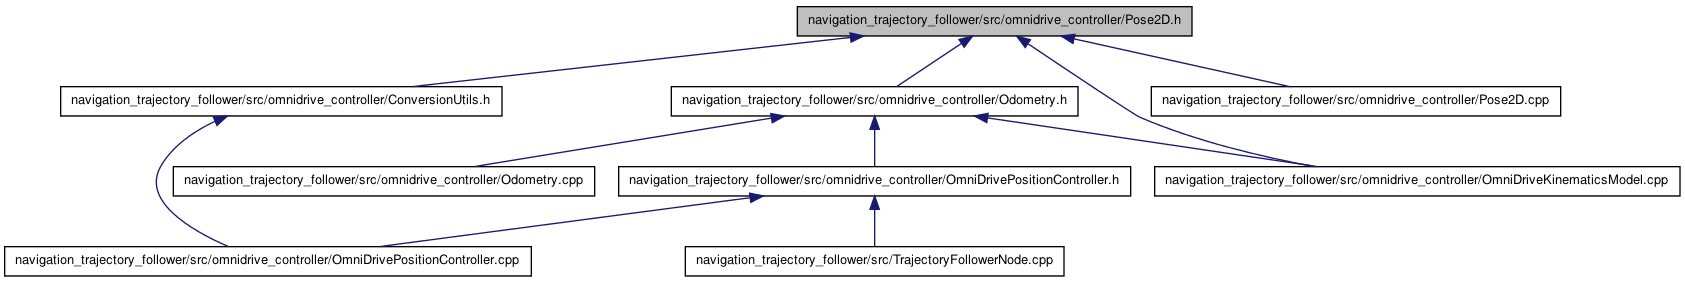 navigation_trajectory_follower/src/omnidrive_controller/Pose2D.h
navigation_trajectory_follower/src/omnidrive_controller/ConversionUtils.h
navigation_trajectory_follower/src/omnidrive_controller/Odometry.h
navigation_trajectory_follower/src/omnidrive_controller/Pose2D.cpp
navigation_trajectory_follower/src/omnidrive_controller/Odometry.cpp
navigation_trajectory_follower/src/omnidrive_controller/OmniDrivePositionController.h
navigation_trajectory_follower/src/omnidrive_controller/OmniDriveKinematicsModel.cpp
navigation_trajectory_follower/src/omnidrive_controller/OmniDrivePositionController.cpp
navigation_trajectory_follower/src/TrajectoryFollowerNode.cpp